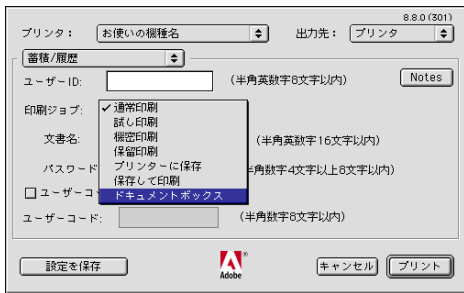 8.8.0 (301)
プリンタ： お使いの機種名 出力先： プリンタ
蓄積/履歴
ユーザーID: (半角英数字8文字以内) Notes
印刷ジョブ: ✓通常印刷
試し印刷
文書名: 機密印刷 (半角英数字16文字以内)
保留印刷
パスワード プリンターに保存 角数字4文字以上8文字以内)
保存して印刷
ユーザーコ ドキュメントボックス
ユーザーコード: (半角数字8文字以内)
設定を保存 Adobe ® キャンセル プリント